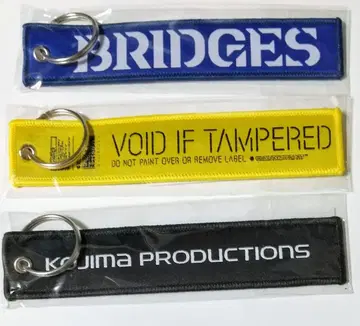 BRIDGES
VOID IF TAMPERED
DO NOT PAINT OVER OR REMOVE LABEL
KOJIMA PRODUCTIONS